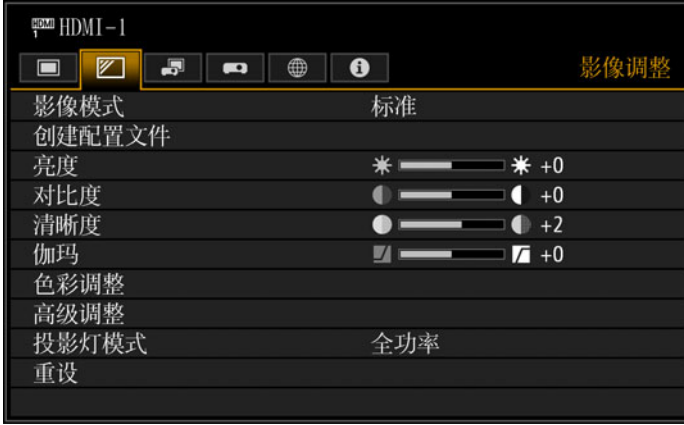 HDMI 1 HDMI-1
影像调整
影像模式 标准
创建配置文件
亮度 +0
对比度 +0
清晰度 +2
伽玛 +0
色彩调整
高级调整
投影灯模式 全功率
重设